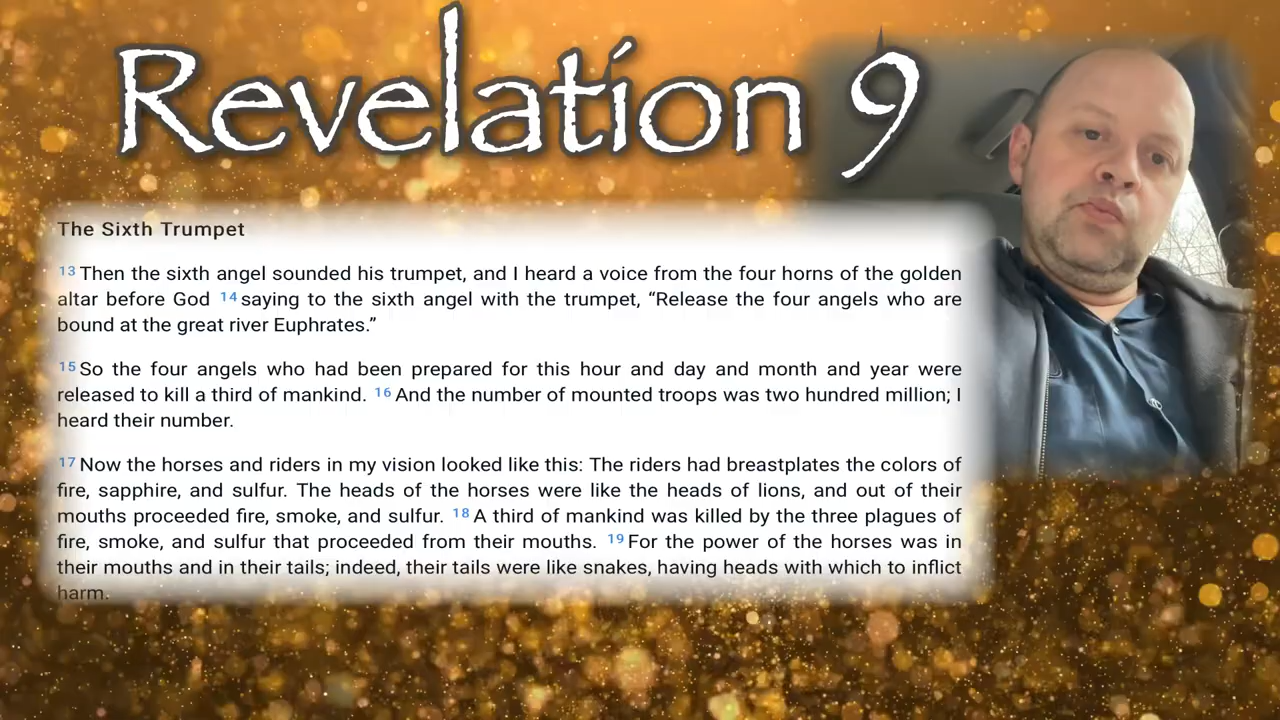 Revelation 9
The Sixth Trumpet
13 Then the sixth angel sounded his trumpet, and I heard a voice from the four horns of the golden
altar before God 14 saying to the sixth angel with the trumpet, “Release the four angels who are
bound at the great river Euphrates.”
15 So the four angels who had been prepared for this hour and day and month and year were
released to kill a third of mankind. 16 And the number of mounted troops was two hundred million; I
heard their number.
17 Now the horses and riders in my vision looked like this: The riders had breastplates the colors of
fire, sapphire, and sulfur. The heads of the horses were like the heads of lions, and out of their
mouths proceeded fire, smoke, and sulfur. 18 A third of mankind was killed by the three plagues of
fire, smoke, and sulfur that proceeded from their mouths. 19 For the power of the horses was in
their mouths and in their tails; indeed, their tails were like snakes, having heads with which to inflict
harm.